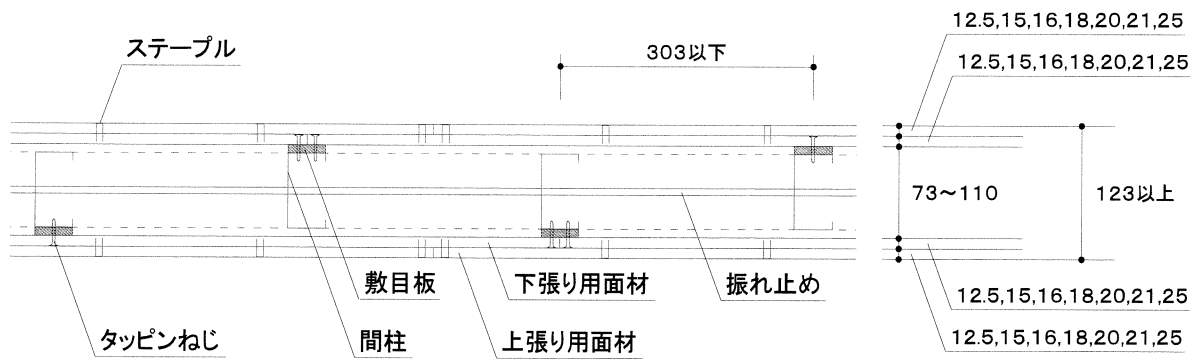 12.5,15,16,18,20,21,25
ステープル
303以下
12.5,15,16,18,20,21,25
73～110
123以上
敷目板
下張り用面材
振れ止め
12.5,15,16,18,20,21,25
タッピンねじ
間柱
上張り用面材
12.5,15,16,18,20,21,25